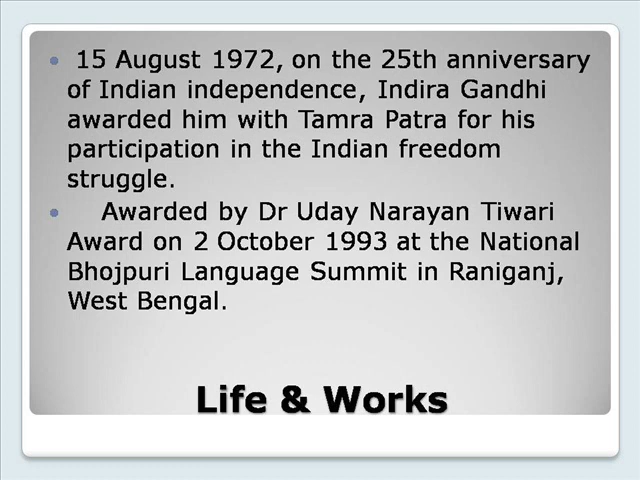 • 15 August 1972, on the 25th anniversary
of Indian independence, Indira Gandhi
awarded him with Tamra Patra for his
participation in the Indian freedom
struggle.
• Awarded by Dr Uday Narayan Tiwari
Award on 2 October 1993 at the National
Bhojpuri Language Summit in Raniganj,
West Bengal.
Life & Works